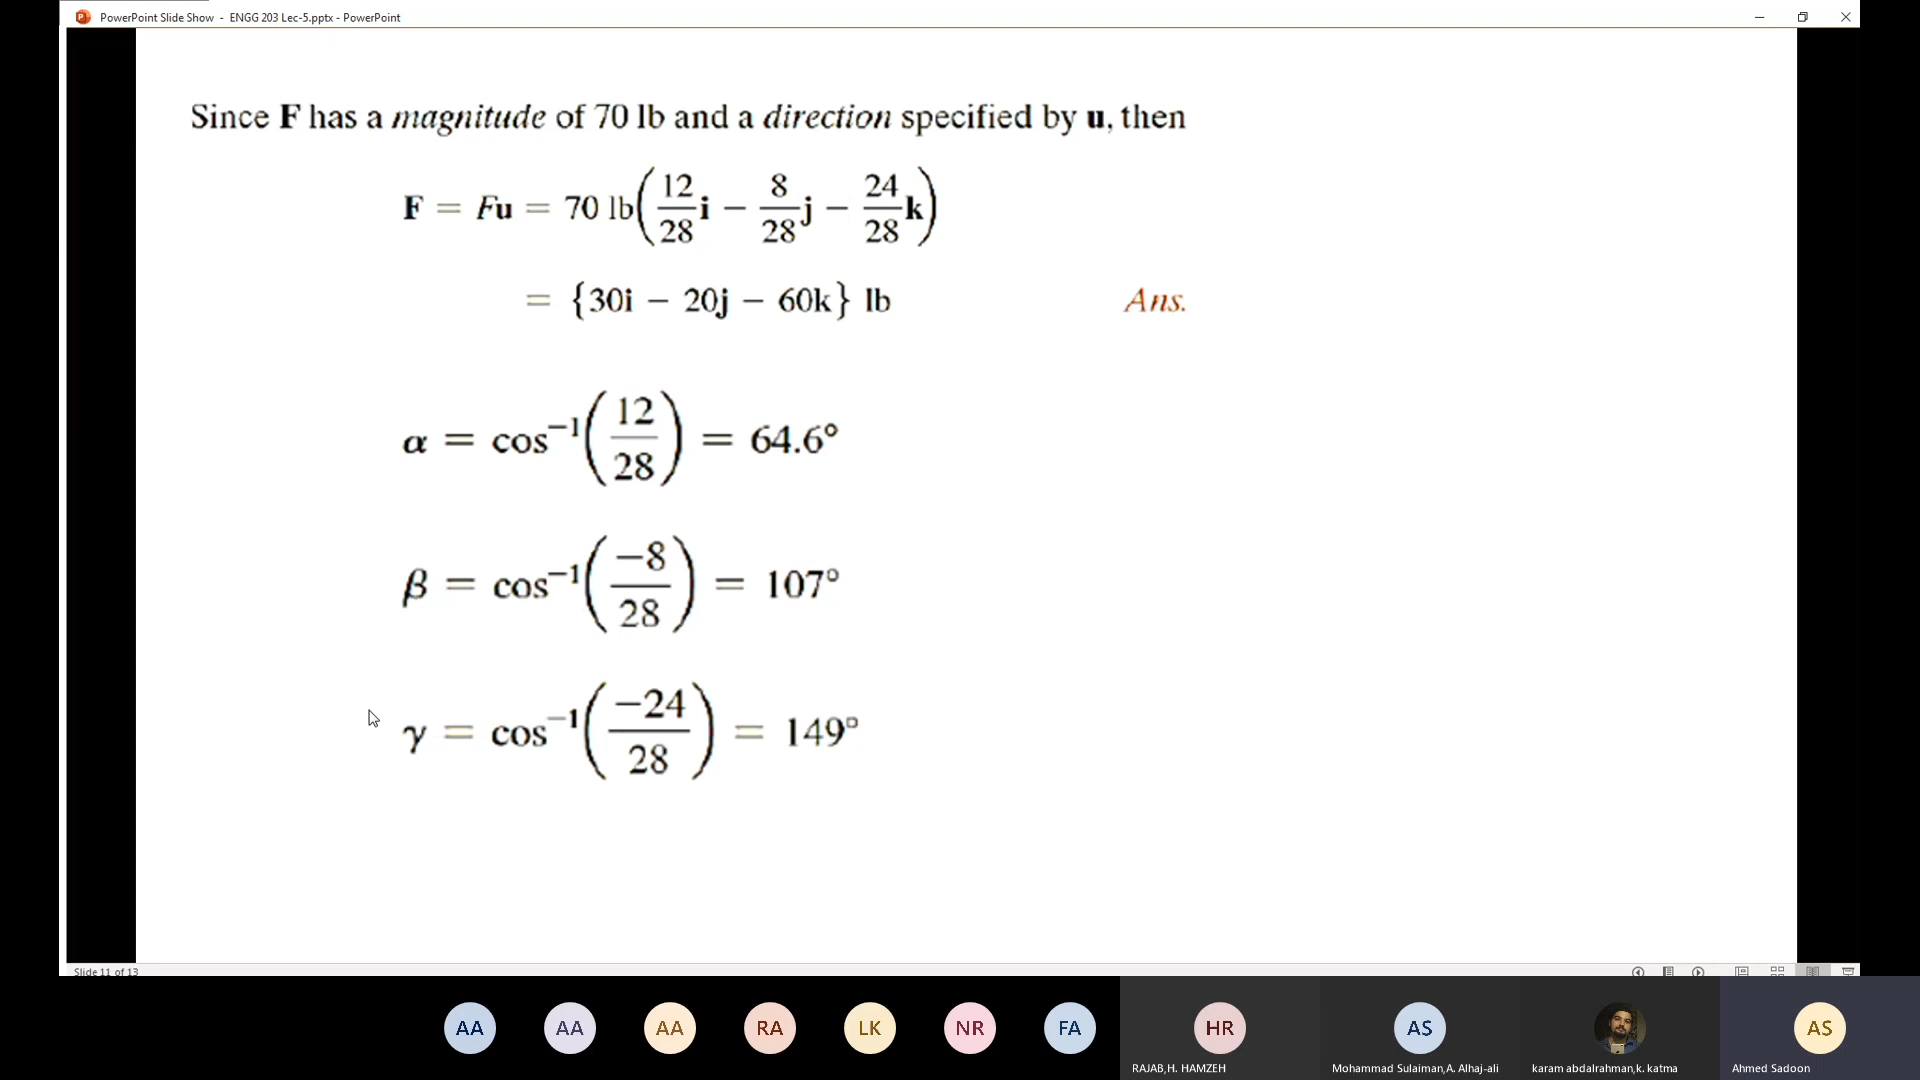 PowerPoint Slide Show - ENGG 203 Lec-5.pptx - PowerPoint
Since F has a magnitude of 70 lb and a direction specified by u, then
F = Fu = 70 lb(12/28 i − 8/28 j − 24/28 k)
= {30i − 20j − 60k} lb Ans.
α = cos⁻¹(12/28) = 64.6°
β = cos⁻¹(−8/28) = 107°
γ = cos⁻¹(−24/28) = 149°
Slide 11 of 13
AA AA AA RA LK NR FA HR AS AS
RAJAB,H. HAMZEH Mohammad Sulaiman,A. Alhaj-ali karam abdalrahman,k. katma Ahmed Sadoon